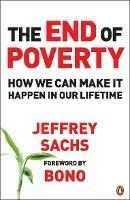 THE END OF
POVERTY
HOW WE CAN MAKE IT
HAPPEN IN OUR LIFETIME
JEFFREY
SACHS
FOREWORD
BY BONO